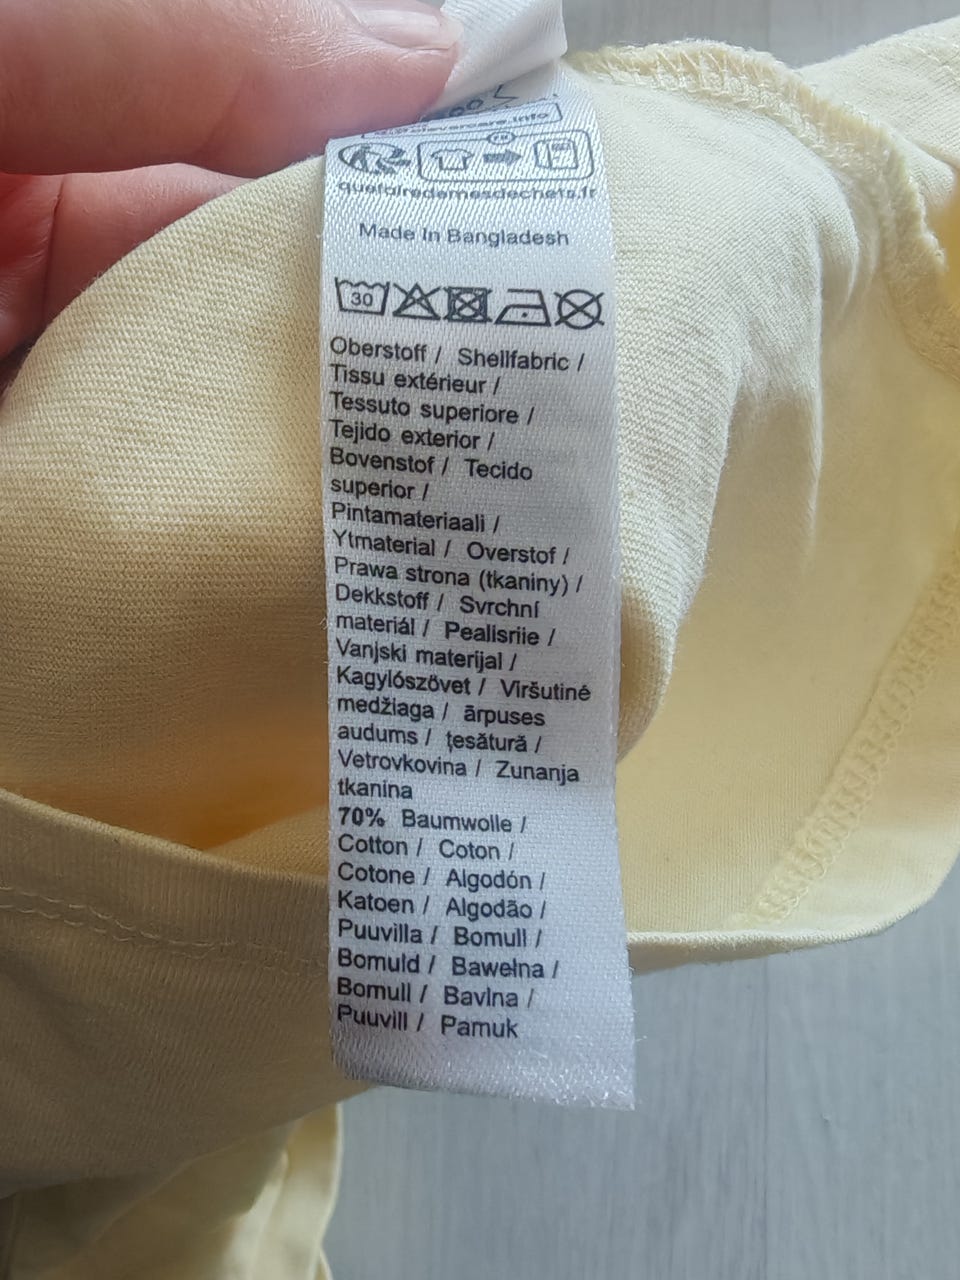 clevercare.info
FR
quefairedemesdechets.fr
Made in Bangladesh
30
Oberstoff / Shellfabric /
Tissu extérieur /
Tessuto superiore /
Tejido exterior /
Bovenstof / Tecido
superior /
Pintamateriaali /
Ytmaterial / Overstof /
Prawa strona (tkaniny) /
Dekkstoff / Svrchní
materiál / Pealisriie /
Vanjski materijal /
Kagylószövet / Viršutinė
medžiaga / ārpuses
audums / țesătură /
Vetrovkovina / Zunanja
tkanina
70% Baumwolle /
Cotton / Coton /
Cotone / Algodón /
Katoen / Algodão /
Puuvilla / Bomull /
Bomuld / Bawełna /
Bomull / Bavlna /
Puuvill / Pamuk